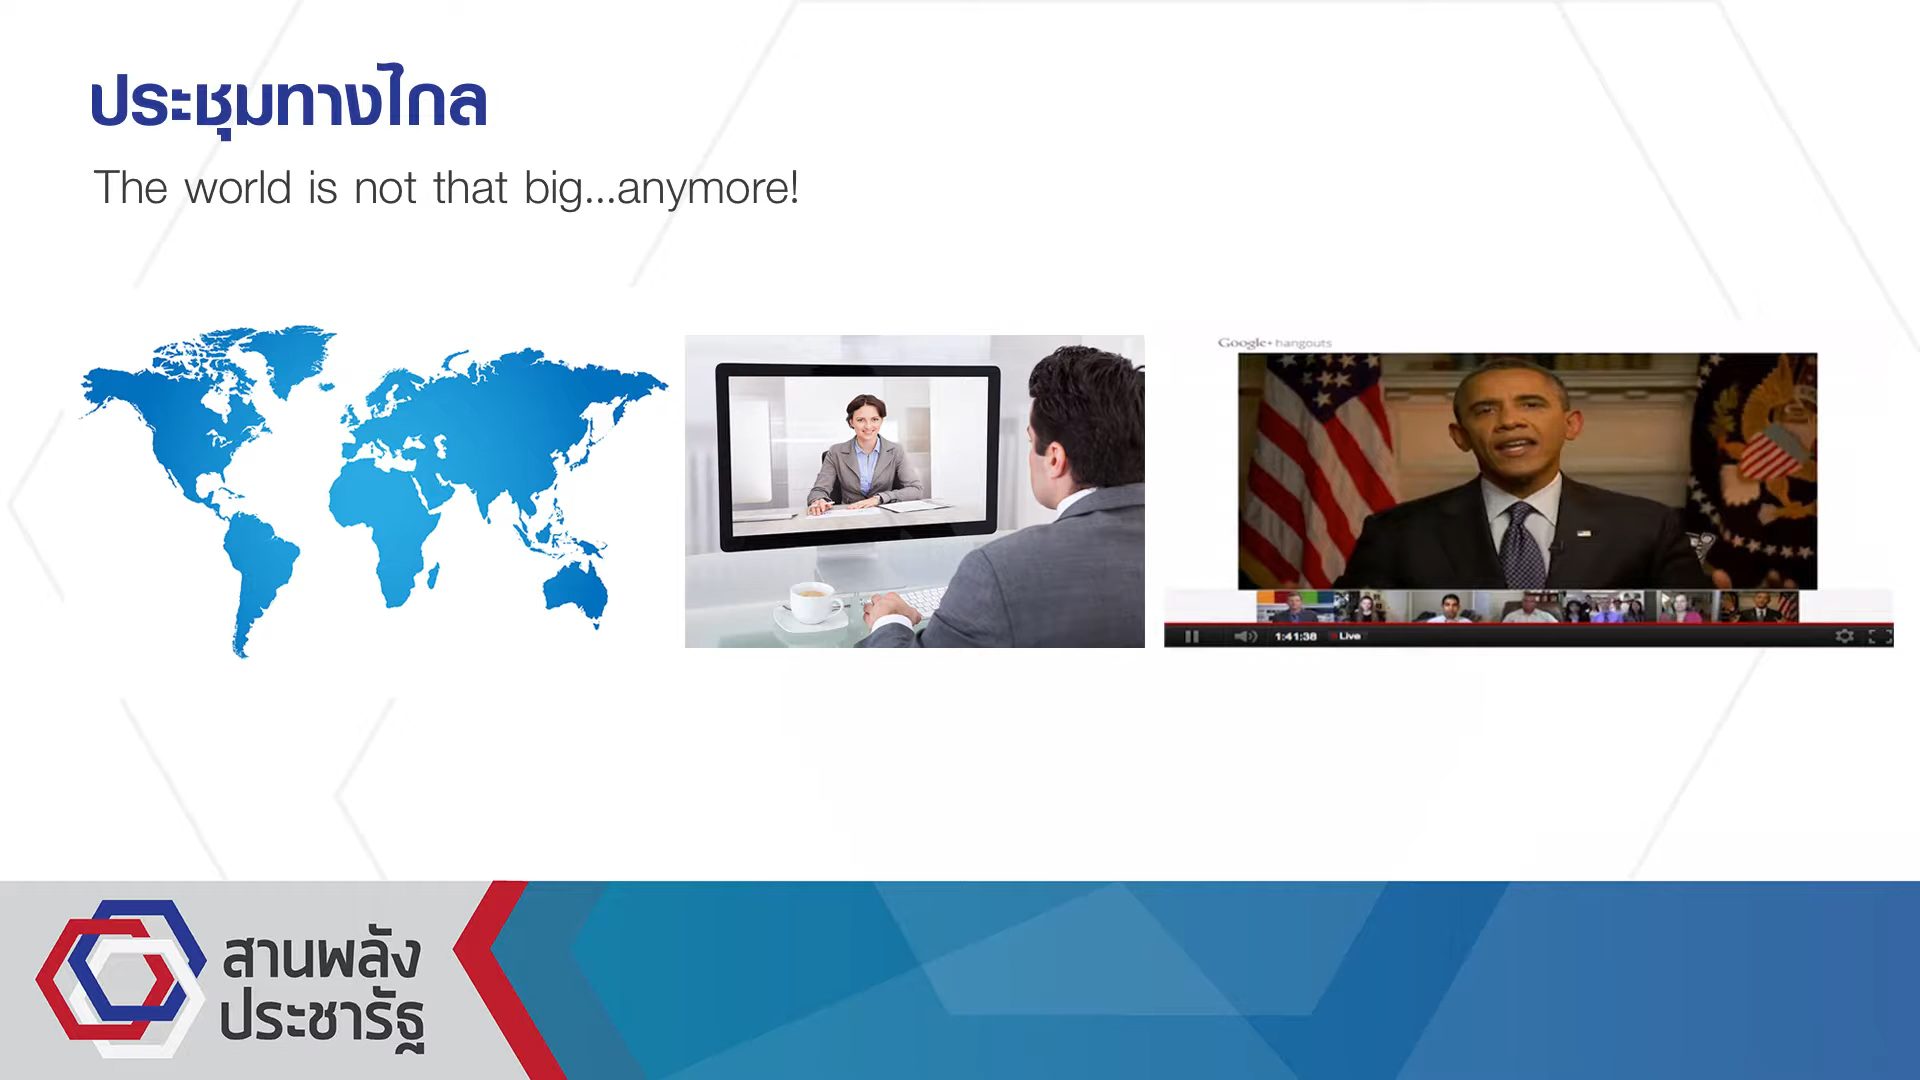 ประชุมทางไกล
The world is not that big...anymore!
Google+ hangouts
1:41:38 Live
สานพลัง
ประชารัฐ